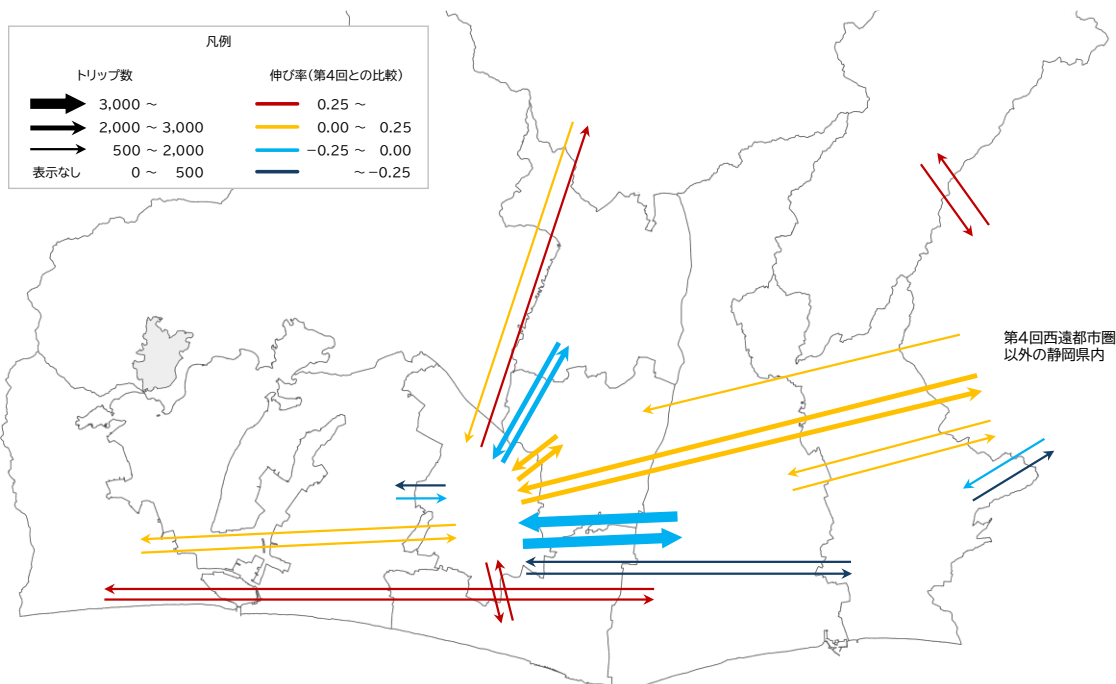 凡例
トリップ数 伸び率(第4回との比較)
3,000 ～ 0.25 ～
2,000 ～ 3,000 0.00 ～ 0.25
500 ～ 2,000 −0.25 ～ 0.00
表示なし 0 ～ 500 ～−0.25
第4回西遠都市圏
以外の静岡県内